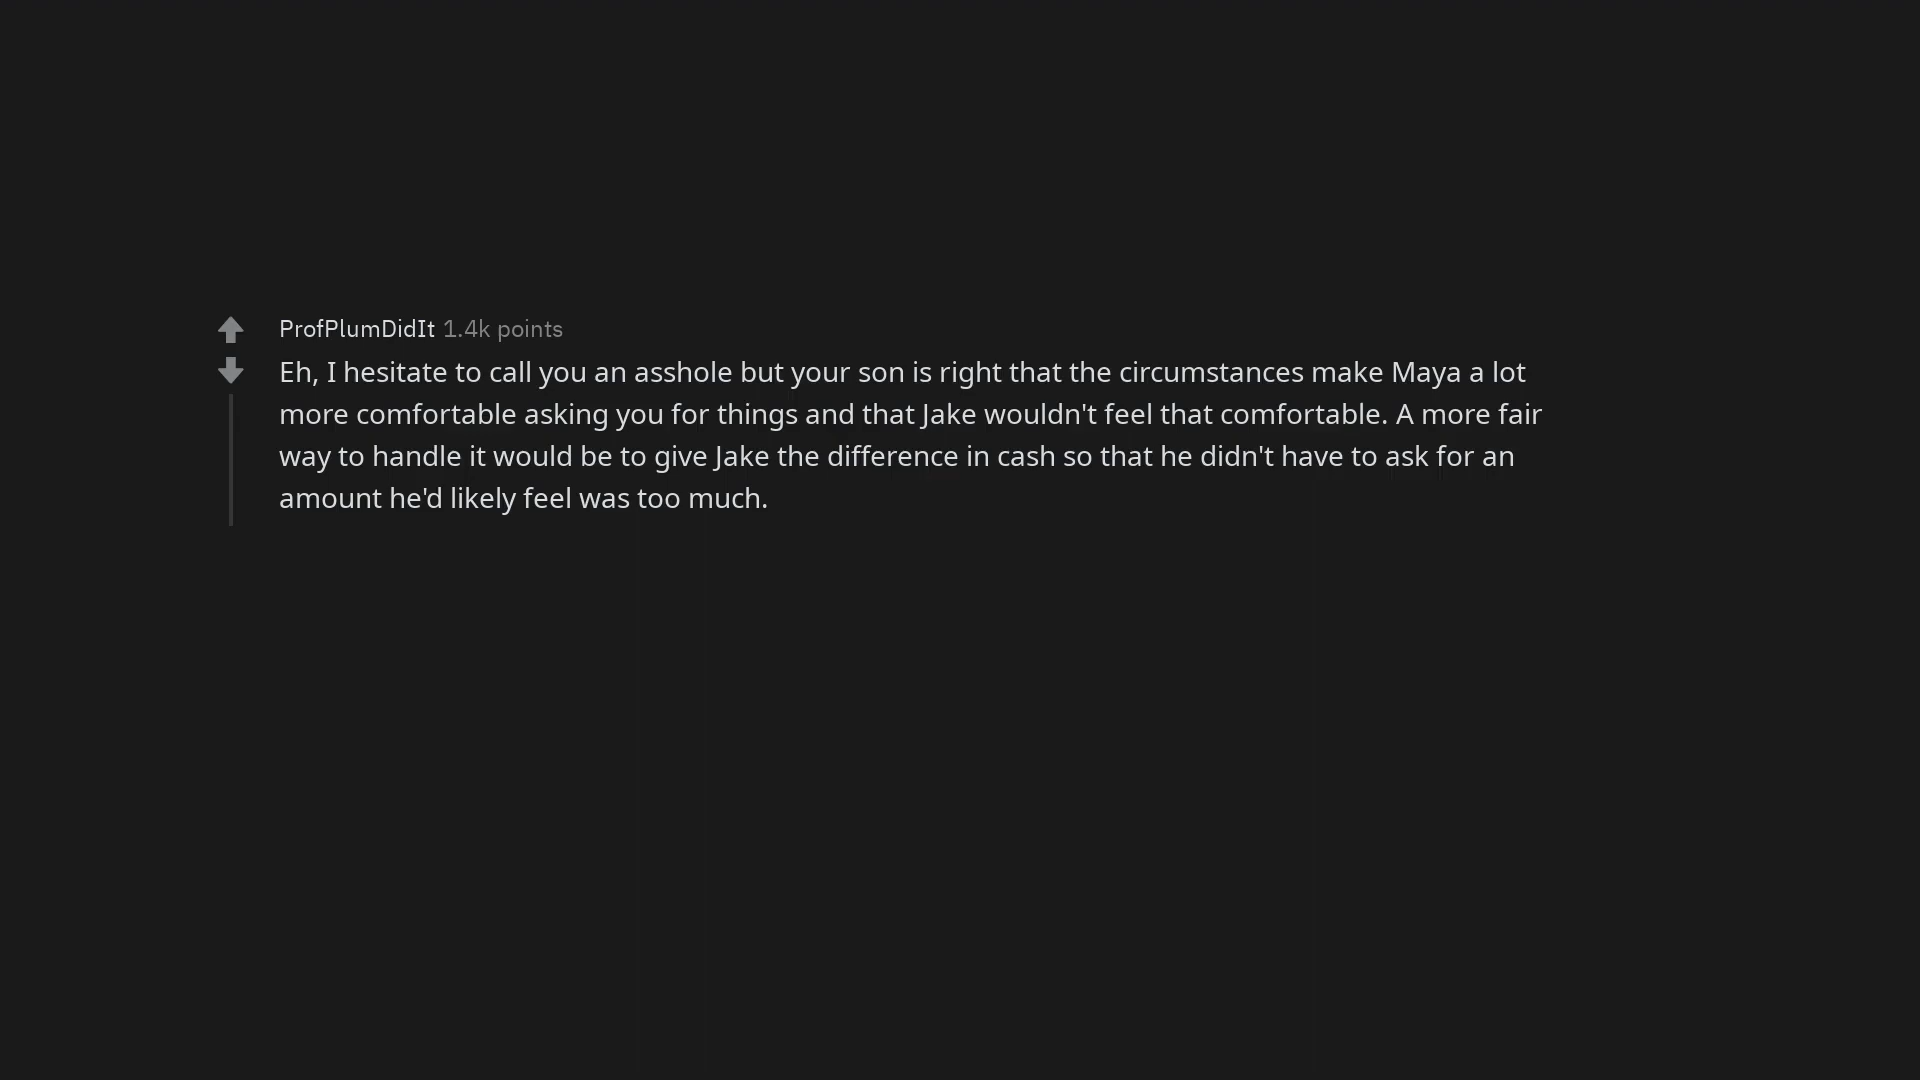 ProfPlumDidIt 1.4k points
Eh, I hesitate to call you an asshole but your son is right that the circumstances make Maya a lot
more comfortable asking you for things and that Jake wouldn't feel that comfortable. A more fair
way to handle it would be to give Jake the difference in cash so that he didn't have to ask for an
amount he'd likely feel was too much.